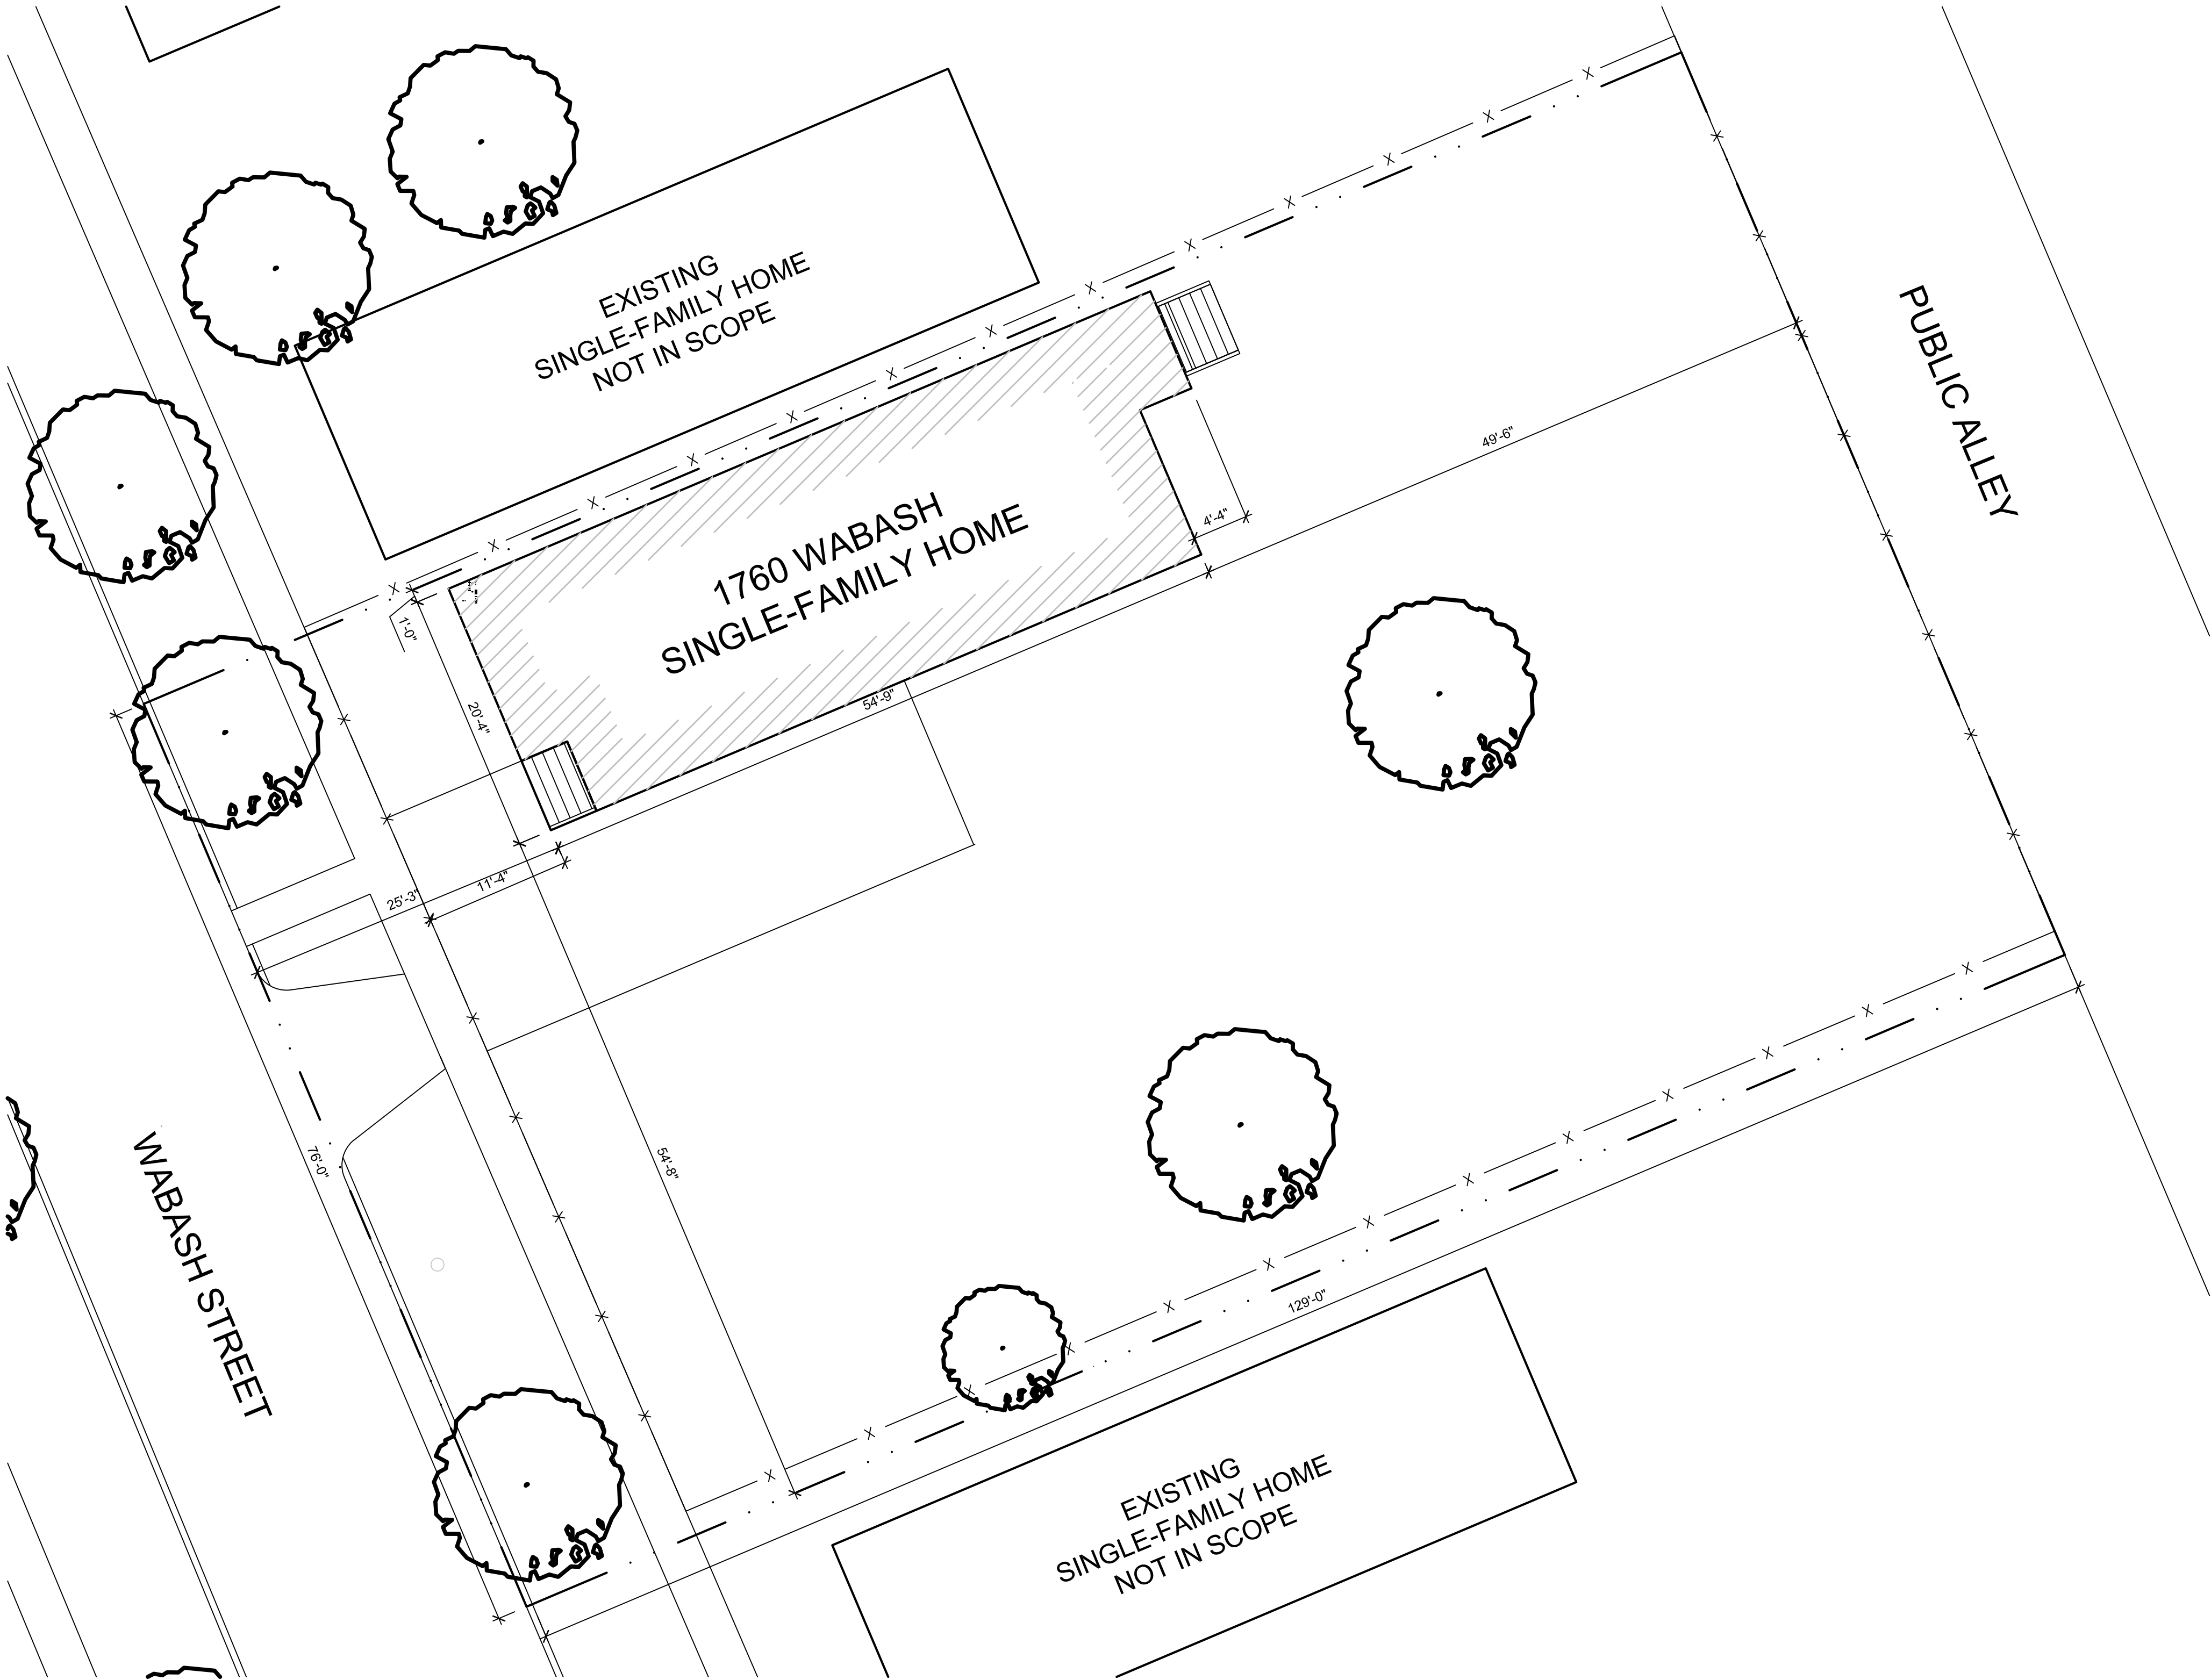 EXISTING
SINGLE-FAMILY HOME
NOT IN SCOPE
PUBLIC ALLEY
49'-6"
4'-4"
1760 WABASH
SINGLE-FAMILY HOME
1'-0"
20'-4"
54'-9"
25'-3"
11'-4"
WABASH STREET
76'-0"
54'-8"
129'-0"
EXISTING
SINGLE-FAMILY HOME
NOT IN SCOPE